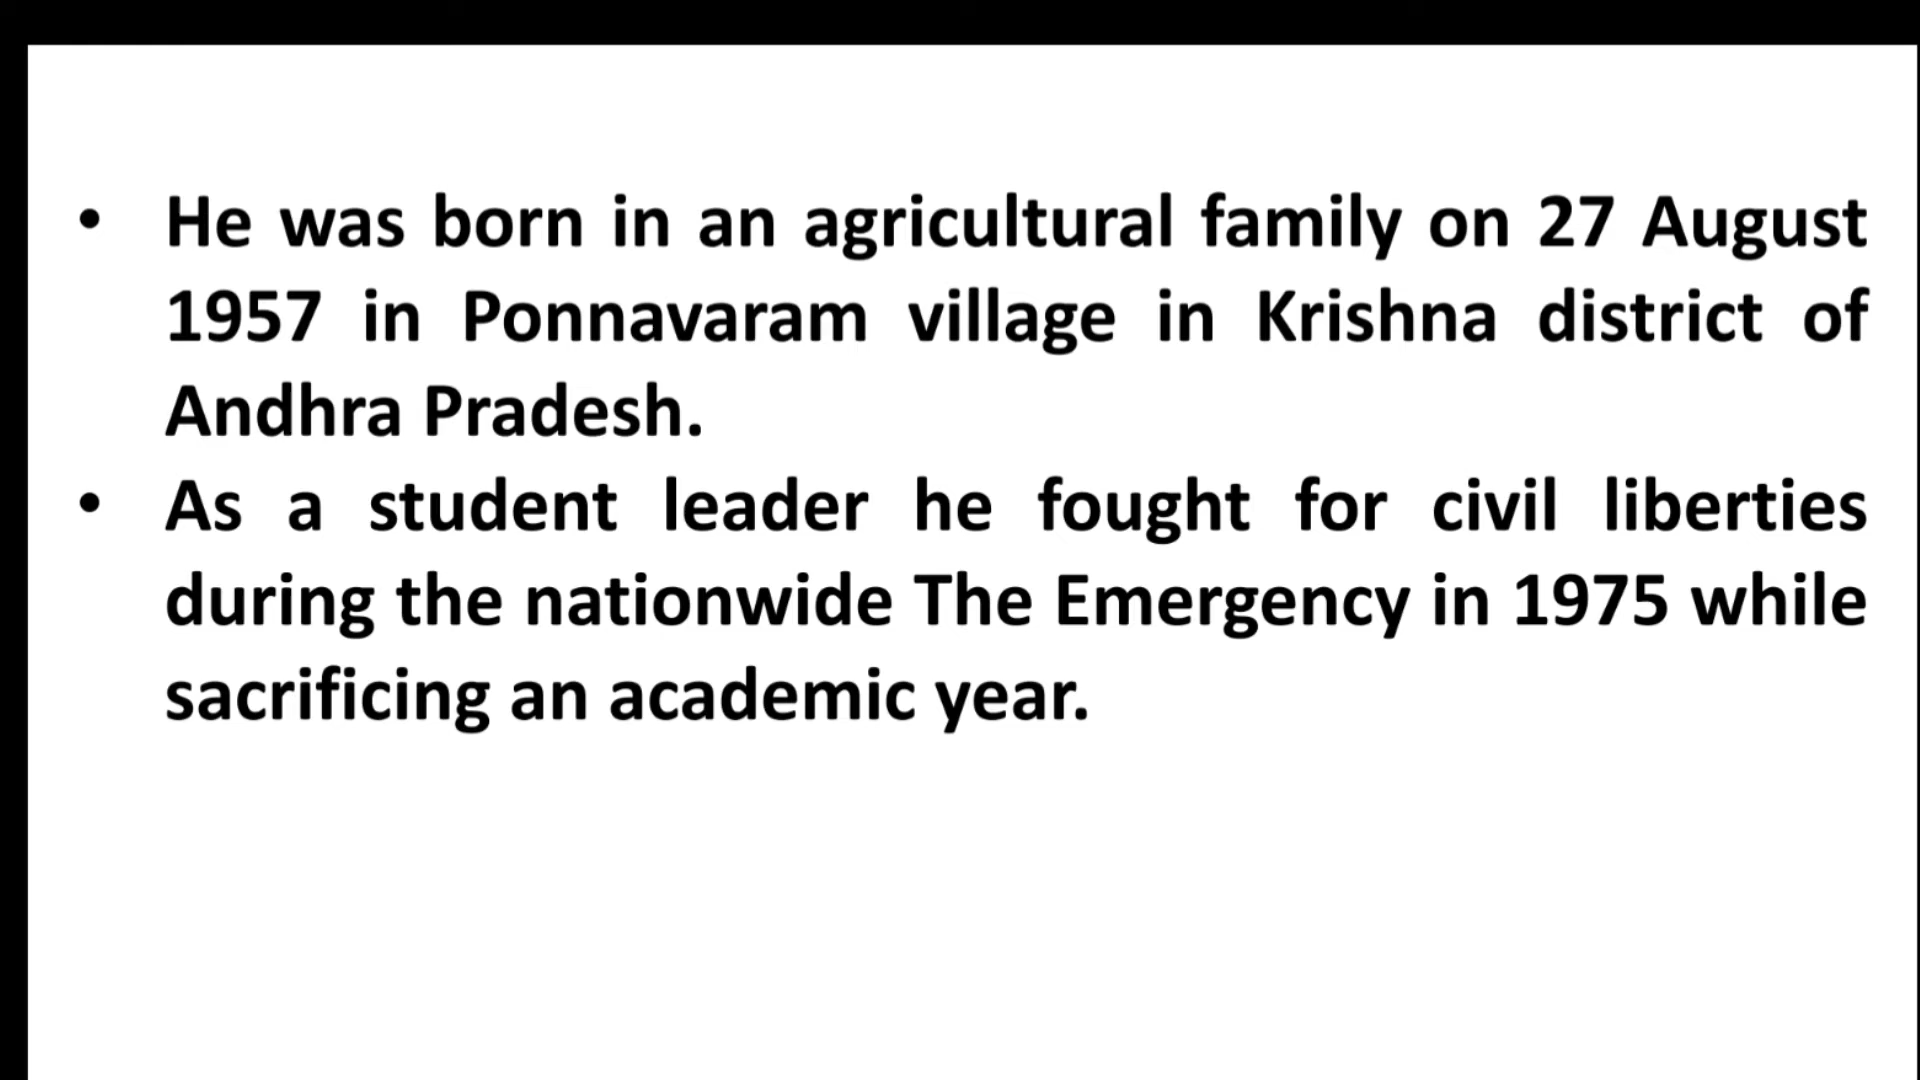 • He was born in an agricultural family on 27 August
1957 in Ponnavaram village in Krishna district of
Andhra Pradesh.
• As a student leader he fought for civil liberties
during the nationwide The Emergency in 1975 while
sacrificing an academic year.